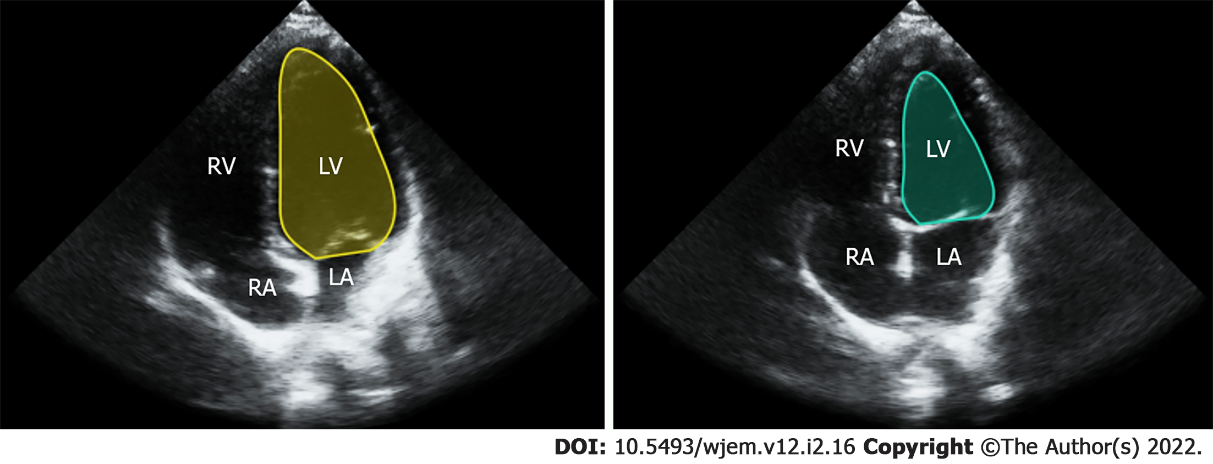 RV
LV
RA
LA
RV
LV
RA
LA
DOI: 10.5493/wjem.v12.i2.16 Copyright ©The Author(s) 2022.